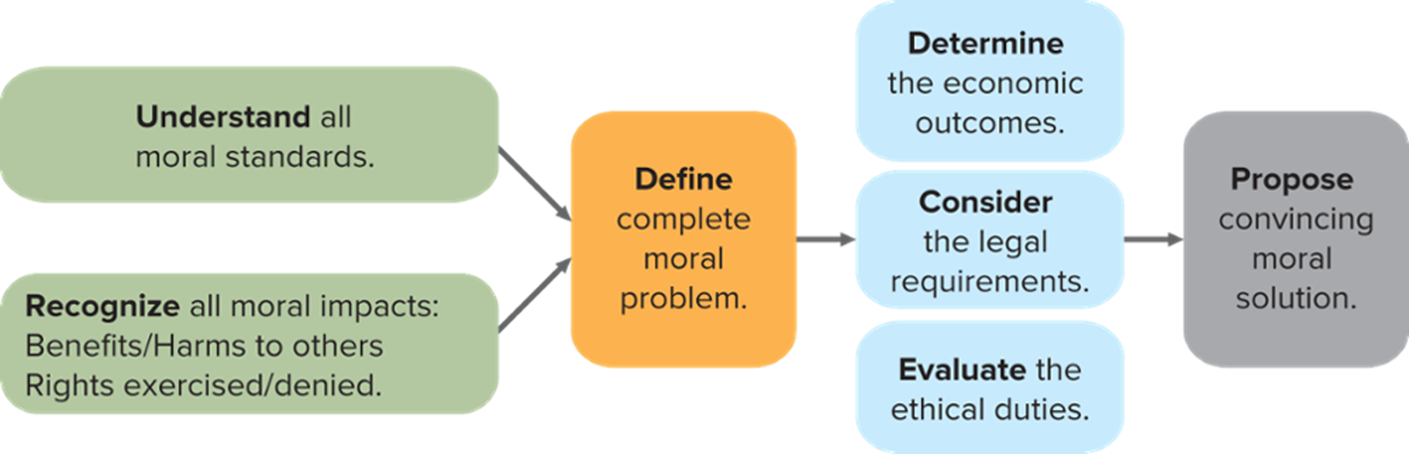 Understand all
moral standards.
Recognize all moral impacts:
Benefits/Harms to others
Rights exercised/denied.
Define
complete
moral
problem.
Determine
the economic
outcomes.
Consider
the legal
requirements.
Evaluate the
ethical duties.
Propose
convincing
moral
solution.